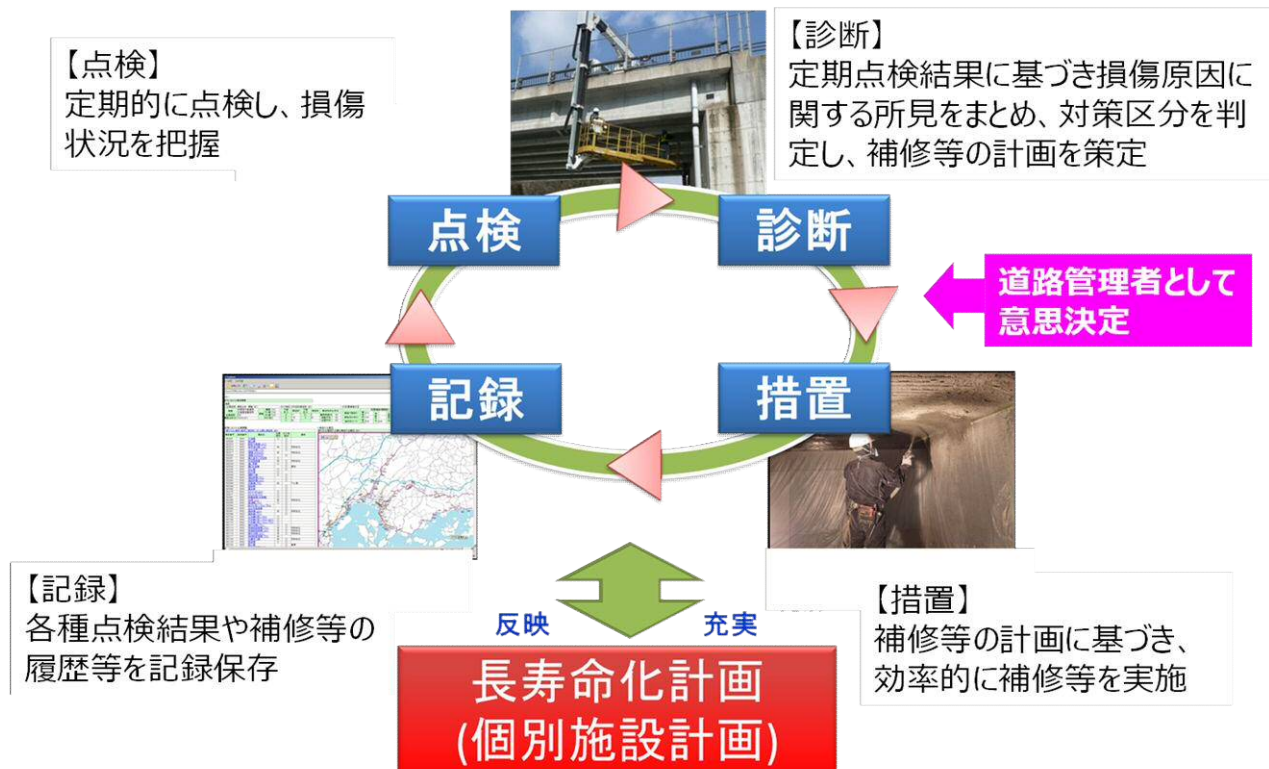 【点検】
定期的に点検し、損傷
状況を把握
【診断】
定期点検結果に基づき損傷原因に
関する所見をまとめ、対策区分を判
定し、補修等の計画を策定
点検
診断
道路管理者として
意思決定
記録
措置
【記録】
各種点検結果や補修等の
履歴等を記録保存
【措置】
補修等の計画に基づき、
効率的に補修等を実施
反映
充実
長寿命化計画
(個別施設計画)